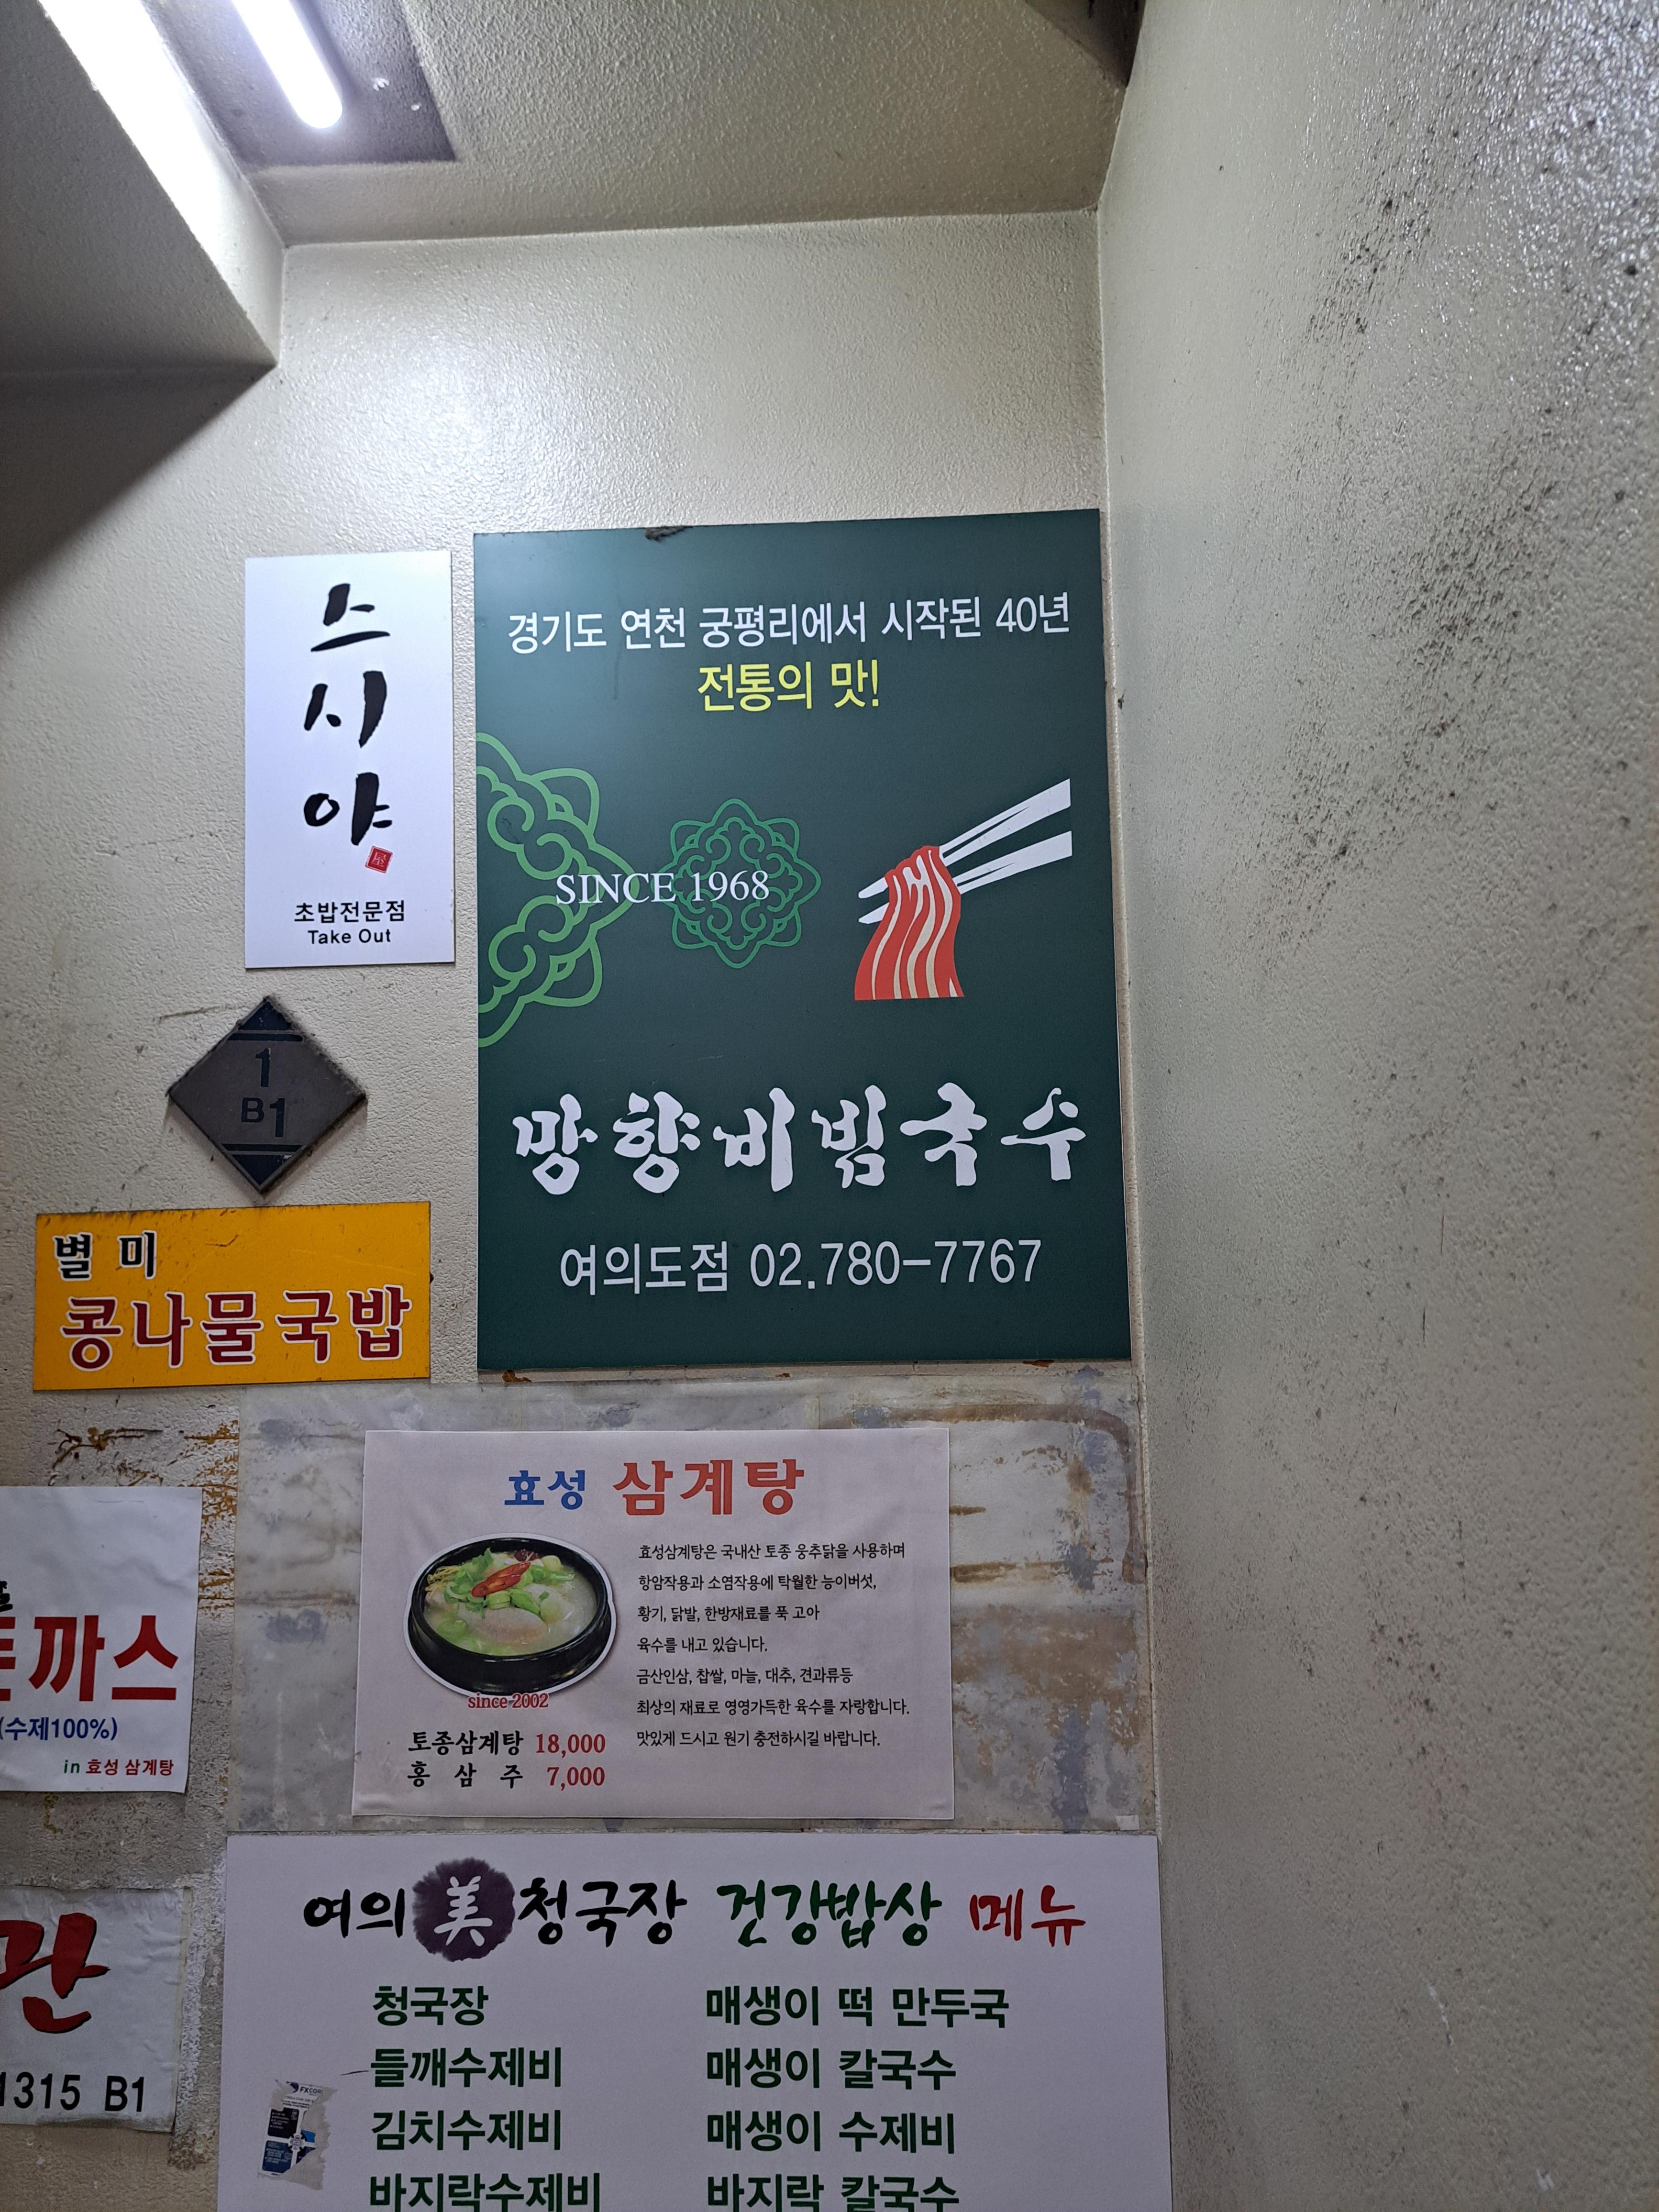 스시야
초밥전문점
Take Out
경기도 연천 궁평리에서 시작된 40년
전통의 맛!
SINCE 1968
망향비빔국수
여의도점 02.780-7767
1
B1
별미
콩나물국밥
효성 삼계탕
효성삼계탕은 국내산 토종 웅추닭을 사용하며
항암작용과 소염작용에 탁월한 능이버섯,
황기, 닭발, 한방재료를 푹 고아
육수를 내고 있습니다.
금산인삼, 찹쌀, 마늘, 대추, 견과류등
최상의 재료로 영영가득한 육수를 자랑합니다.
맛있게 드시고 원기 충전하시길 바랍니다.
since 2002
토종삼계탕 18,000
홍 삼 주 7,000
까스
(수제100%)
in 효성 삼계탕
관
1315 B1
여의美청국장 건강밥상 메뉴
청국장 매생이 떡 만두국
들깨수제비 매생이 칼국수
김치수제비 매생이 수제비
바지락수제비 바지락 칼국수